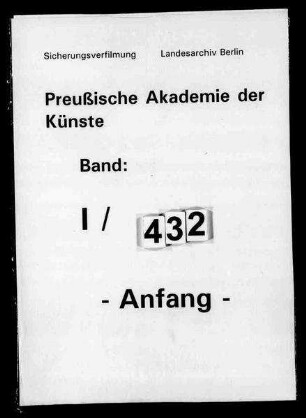 Sicherungsverfilmung Landesarchiv Berlin
Preußische Akademie der
Künste
Band:
I / 432
- Anfang -